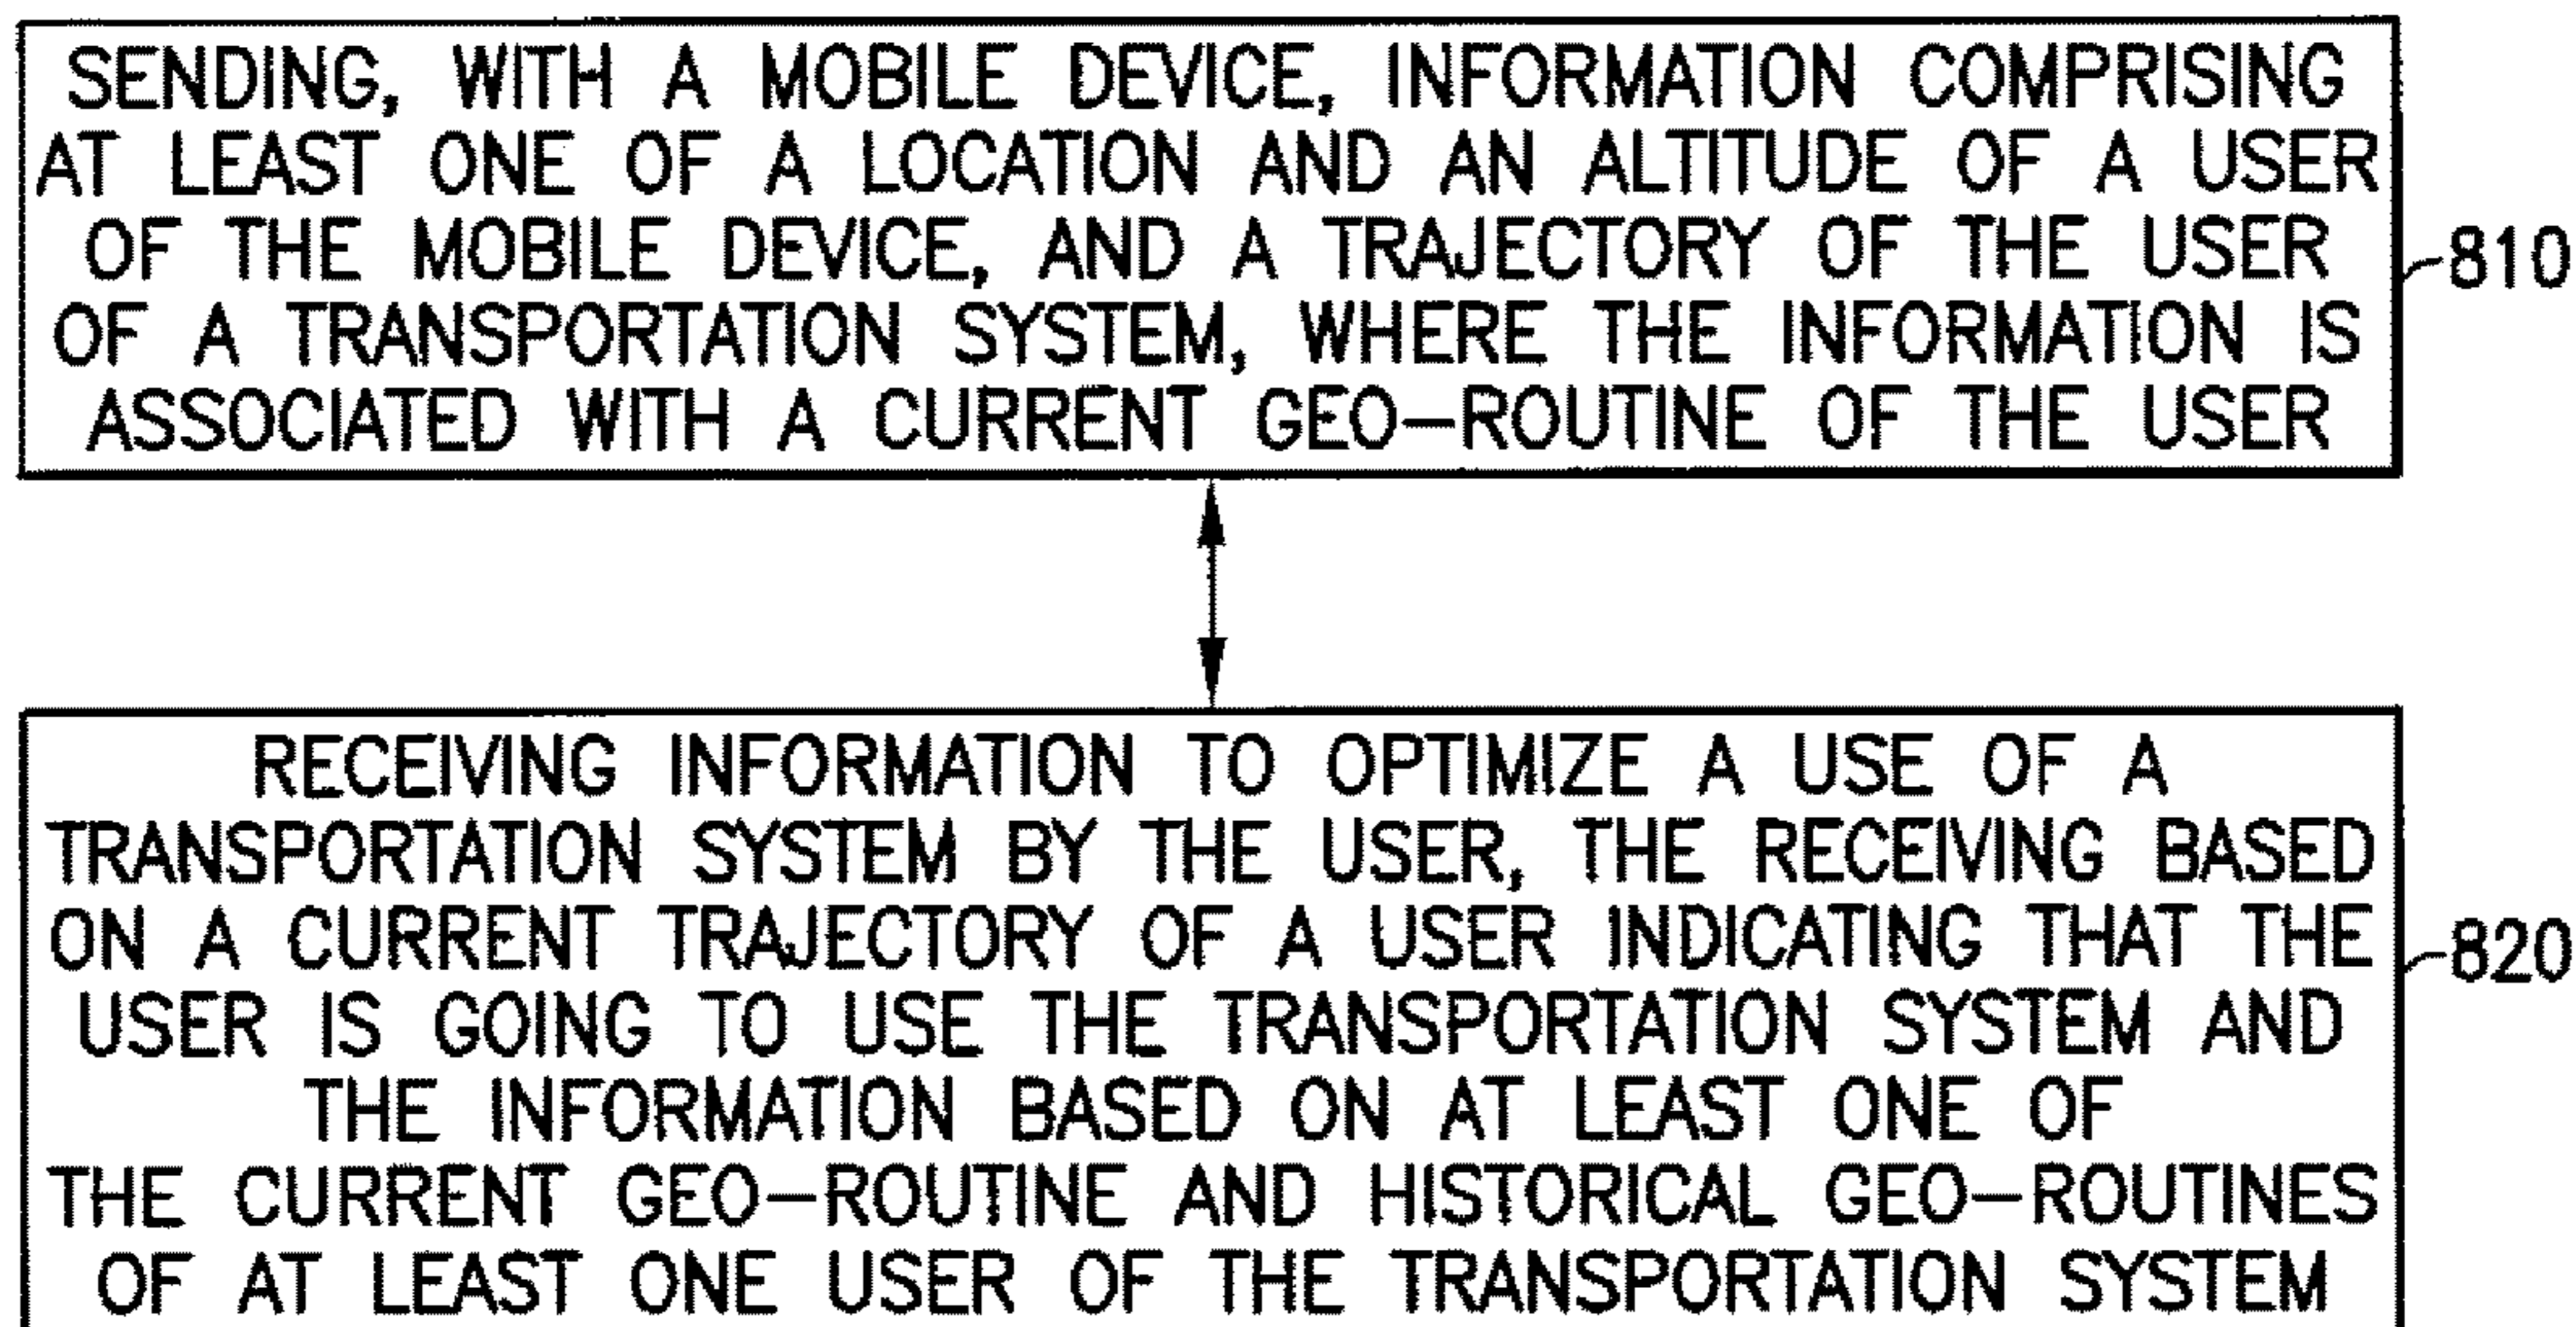 SENDING, WITH A MOBILE DEVICE, INFORMATION COMPRISING
AT LEAST ONE OF A LOCATION AND AN ALTITUDE OF A USER
OF THE MOBILE DEVICE, AND A TRAJECTORY OF THE USER
OF A TRANSPORTATION SYSTEM, WHERE THE INFORMATION IS
ASSOCIATED WITH A CURRENT GEO-ROUTINE OF THE USER
810
RECEIVING INFORMATION TO OPTIMIZE A USE OF A
TRANSPORTATION SYSTEM BY THE USER, THE RECEIVING BASED
ON A CURRENT TRAJECTORY OF A USER INDICATING THAT THE
USER IS GOING TO USE THE TRANSPORTATION SYSTEM AND
THE INFORMATION BASED ON AT LEAST ONE OF
THE CURRENT GEO-ROUTINE AND HISTORICAL GEO-ROUTINES
OF AT LEAST ONE USER OF THE TRANSPORTATION SYSTEM
820